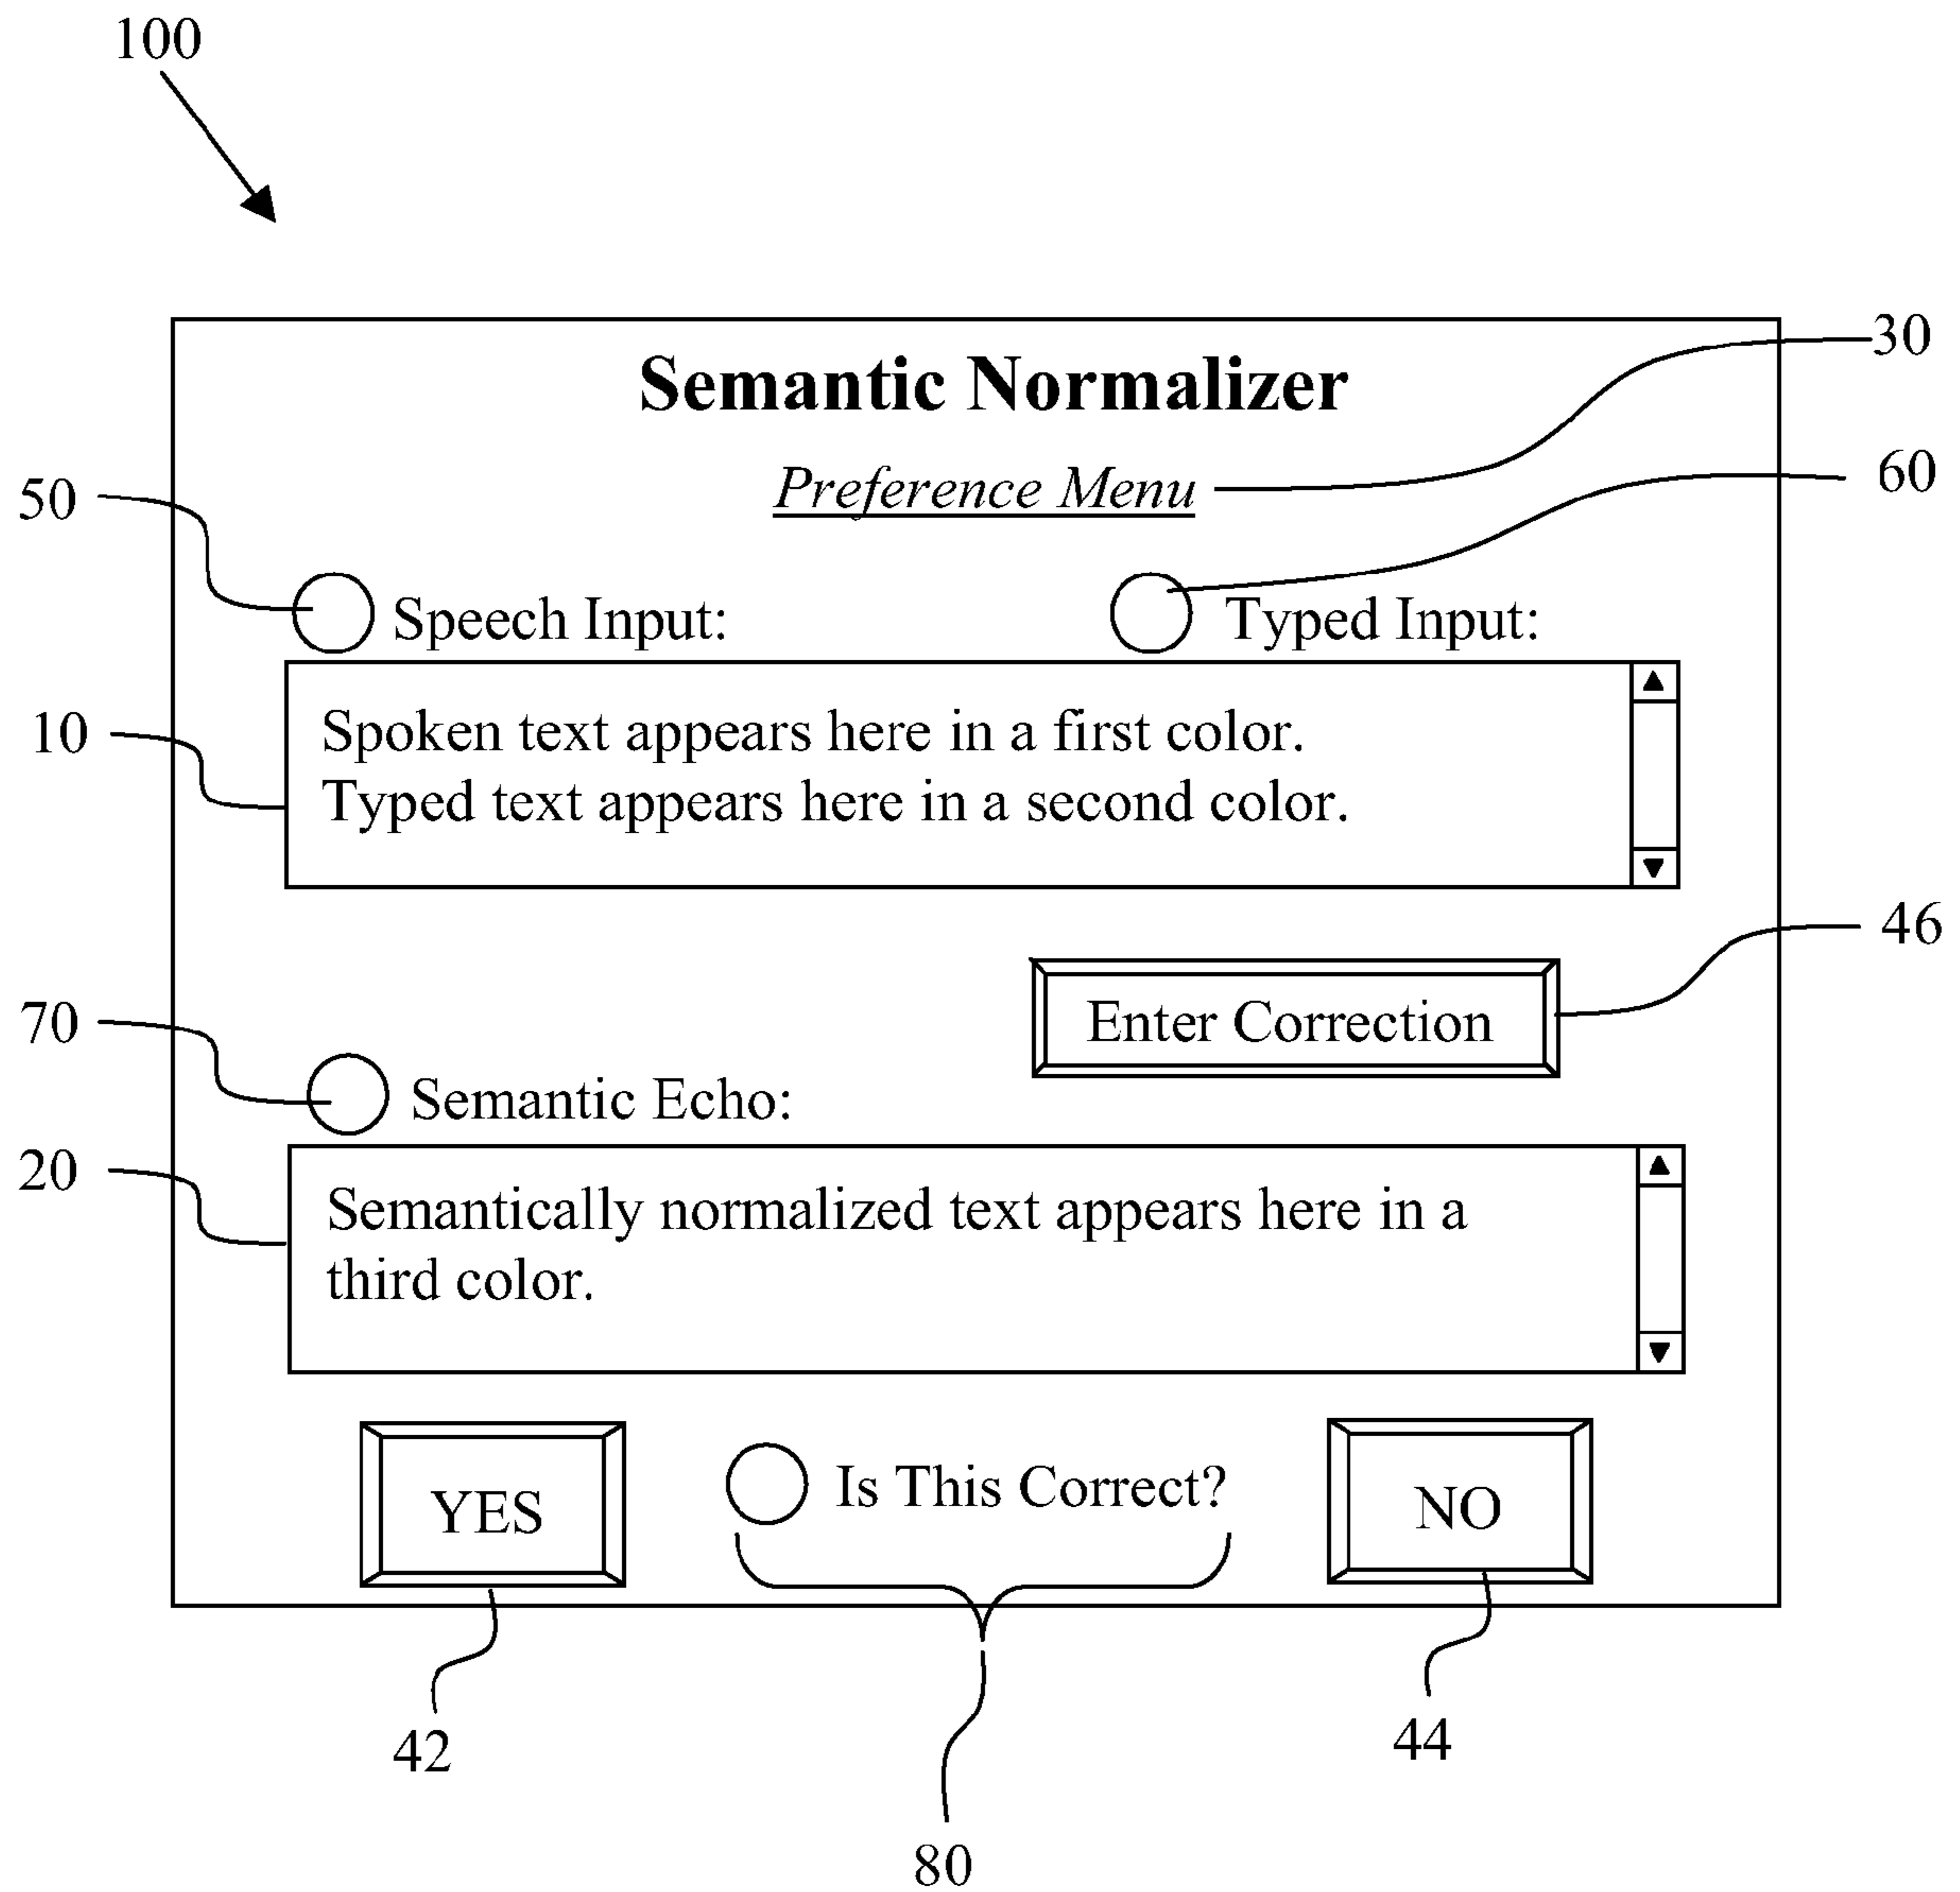 100
Semantic Normalizer
30
Preference Menu
60
50
Speech Input:
Typed Input:
10
Spoken text appears here in a first color.
Typed text appears here in a second color.
46
Enter Correction
70
Semantic Echo:
20
Semantically normalized text appears here in a
third color.
YES
Is This Correct?
NO
42
44
80